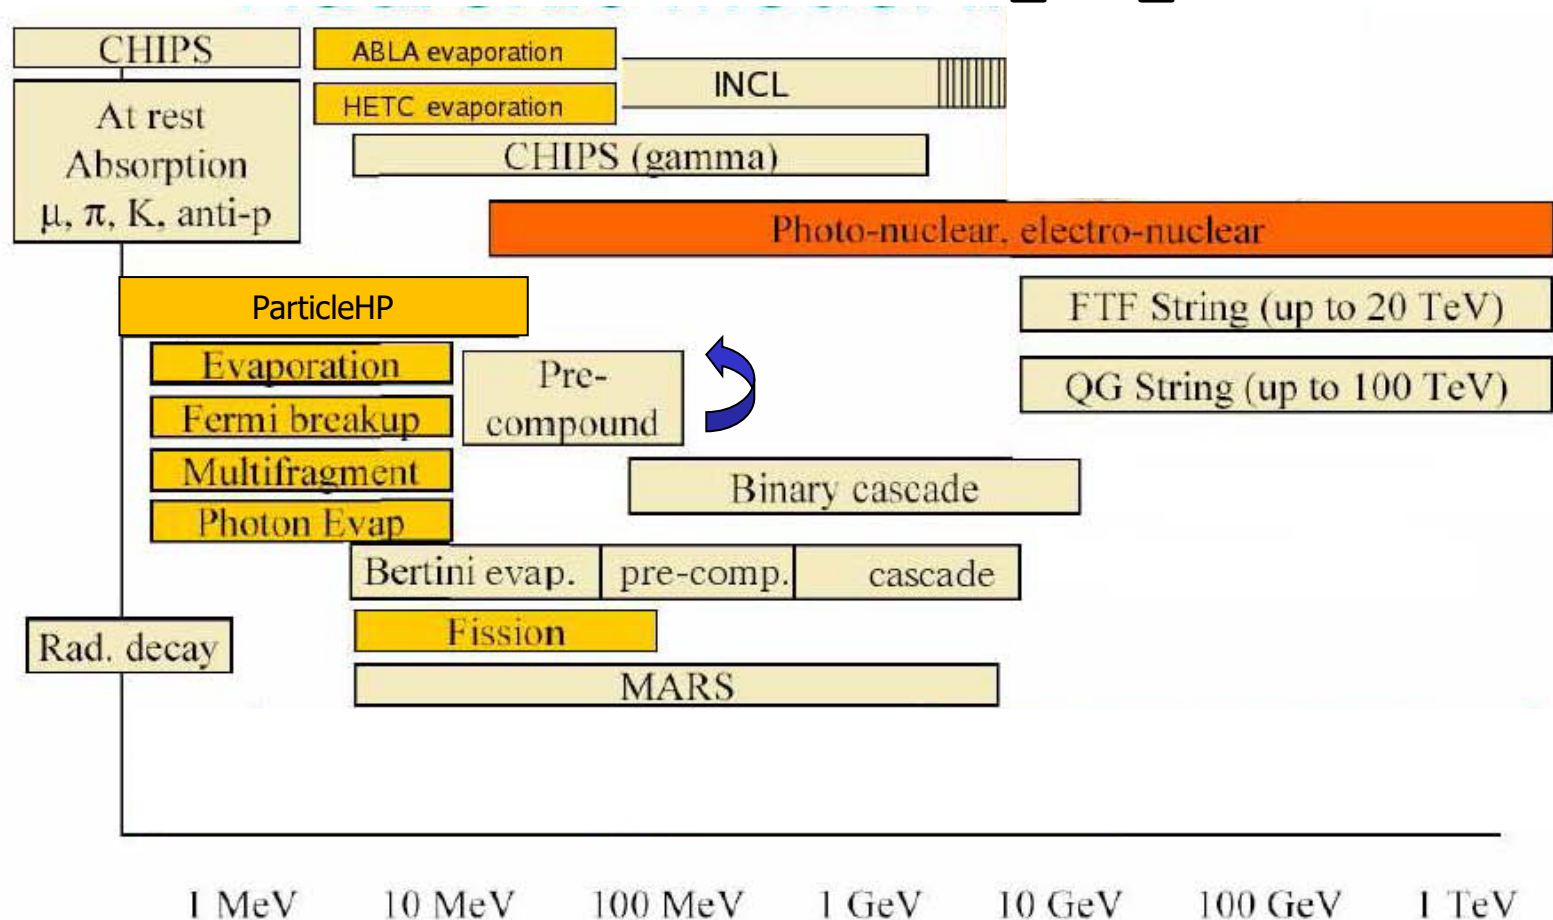 CHIPS
ABLA evaporation
HETC evaporation
INCL
At rest
Absorption
μ, π, K, anti-p
CHIPS (gamma)
Photo-nuclear, electro-nuclear
ParticleHP
FTF String (up to 20 TeV)
Evaporation
Pre-
compound
QG String (up to 100 TeV)
Fermi breakup
Multifragment
Binary cascade
Photon Evap
Bertini evap.
pre-comp.
cascade
Fission
Rad. decay
MARS
1 MeV 10 MeV 100 MeV 1 GeV 10 GeV 100 GeV 1 TeV